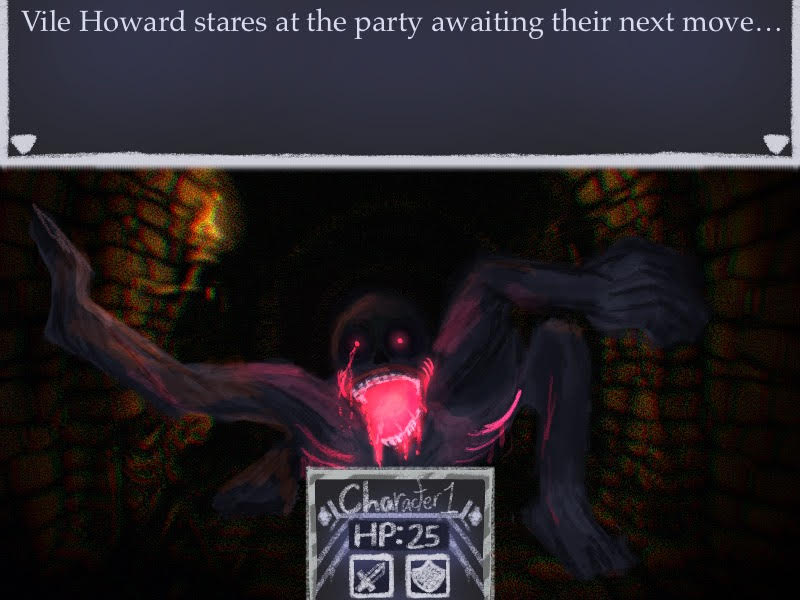 Vile Howard stares at the party awaiting their next move…
Character1
HP:25